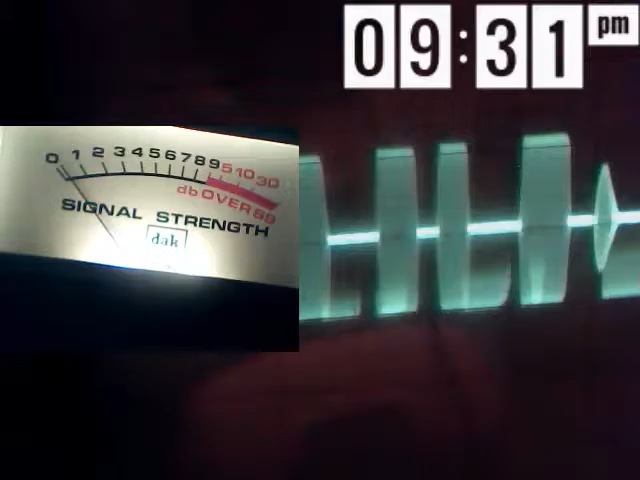 09:31 pm
0 1 2 3 4 5 6 7 8 9 5 10 30
db OVER S9
SIGNAL STRENGTH
dak